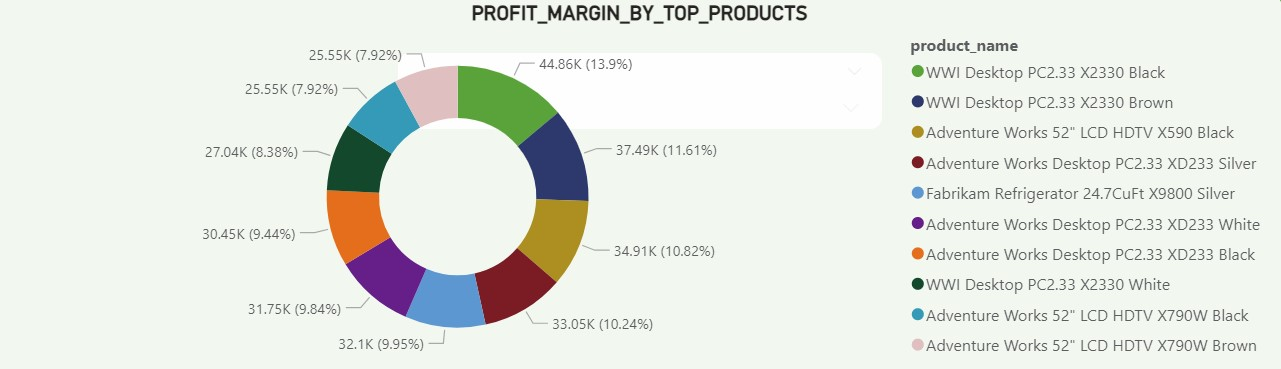 PROFIT_MARGIN_BY_TOP_PRODUCTS
44.86K (13.9%)
37.49K (11.61%)
34.91K (10.82%)
33.05K (10.24%)
32.1K (9.95%)
31.75K (9.84%)
30.45K (9.44%)
27.04K (8.38%)
25.55K (7.92%)
25.55K (7.92%)
product_name
WWI Desktop PC2.33 X2330 Black
WWI Desktop PC2.33 X2330 Brown
Adventure Works 52" LCD HDTV X590 Black
Adventure Works Desktop PC2.33 XD233 Silver
Fabrikam Refrigerator 24.7CuFt X9800 Silver
Adventure Works Desktop PC2.33 XD233 White
Adventure Works Desktop PC2.33 XD233 Black
WWI Desktop PC2.33 X2330 White
Adventure Works 52" LCD HDTV X790W Black
Adventure Works 52" LCD HDTV X790W Brown